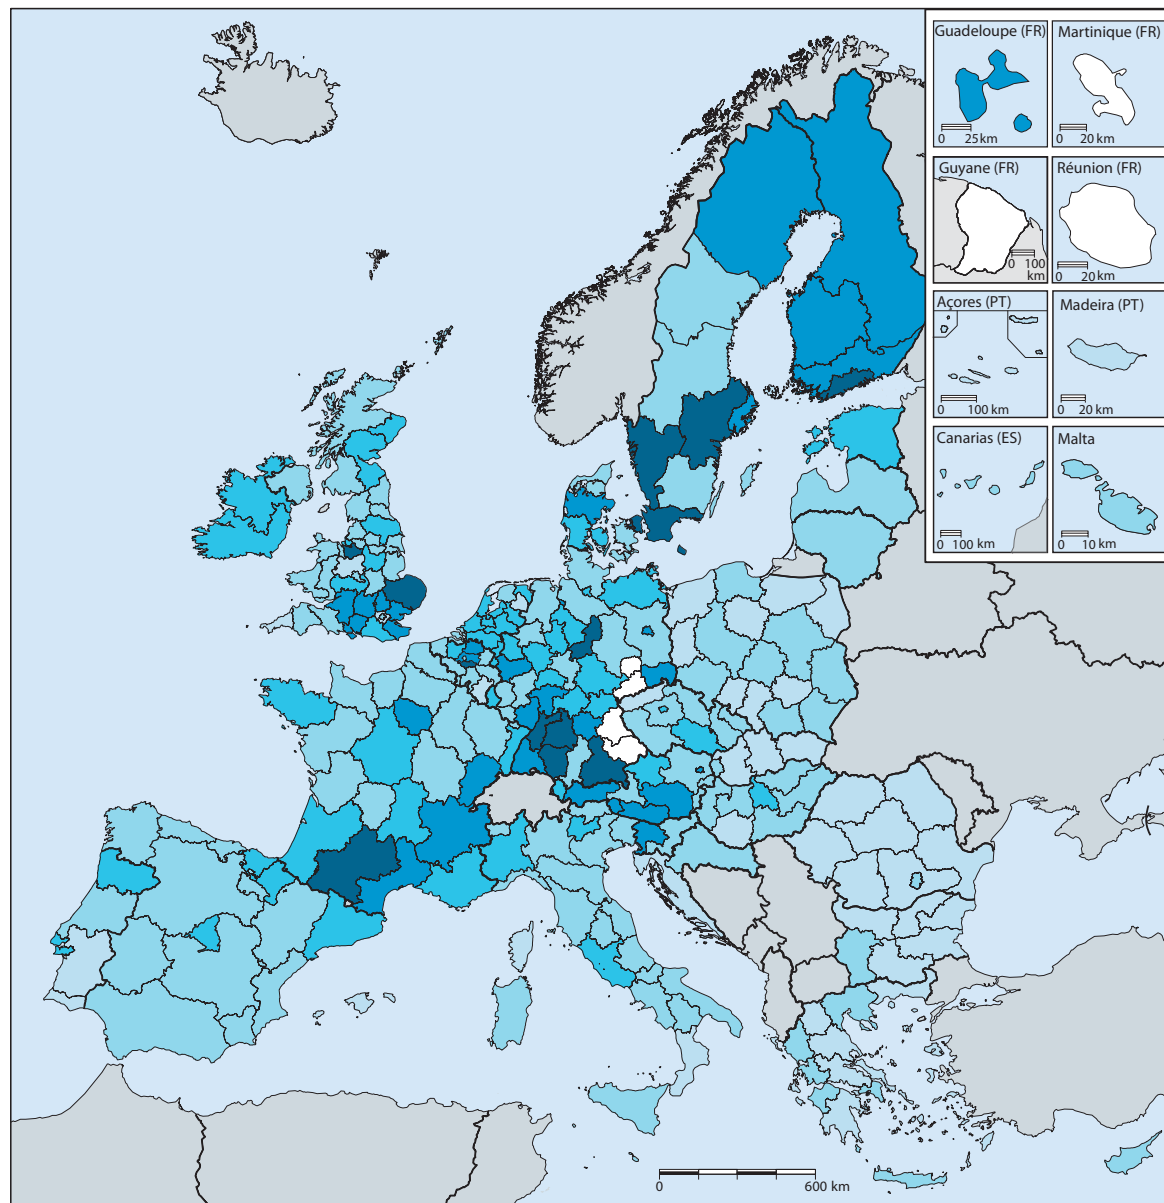 Guadeloupe (FR)
0 25 km
Martinique (FR)
0 20 km
Guyane (FR)
0 100
km
Réunion (FR)
0 20 km
Açores (PT)
0 100 km
Madeira (PT)
0 20 km
Canarias (ES)
0 100 km
Malta
0 10 km
0 600 km